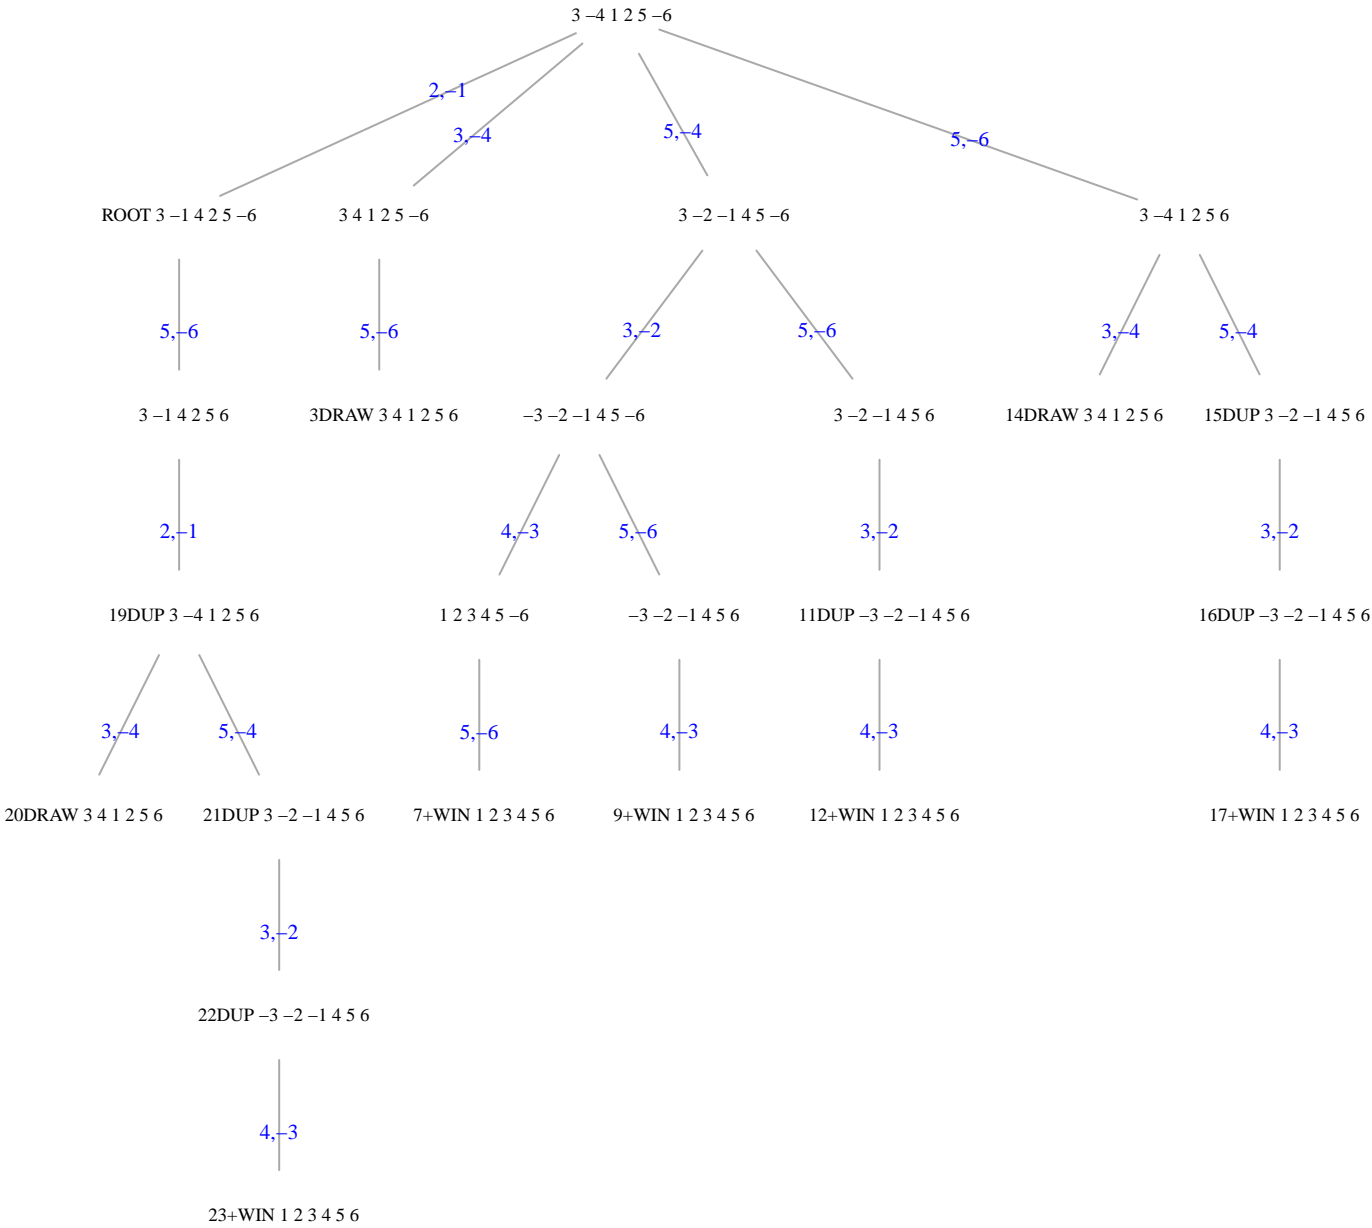 3 –4 1 2 5 –6
2,–1
3,–4
5,–4
5,–6
ROOT 3 –1 4 2 5 –6
3 4 1 2 5 –6
3 –2 –1 4 5 –6
3 –4 1 2 5 6
5,–6
5,–6
3,–2
5,–6
3,–4
5,–4
3 –1 4 2 5 6
3DRAW 3 4 1 2 5 6
–3 –2 –1 4 5 –6
3 –2 –1 4 5 6
14DRAW 3 4 1 2 5 6
15DUP 3 –2 –1 4 5 6
2,–1
4,–3
5,–6
3,–2
3,–2
19DUP 3 –4 1 2 5 6
1 2 3 4 5 –6
–3 –2 –1 4 5 6
11DUP –3 –2 –1 4 5 6
16DUP –3 –2 –1 4 5 6
3,–4
5,–4
5,–6
4,–3
4,–3
4,–3
20DRAW 3 4 1 2 5 6
21DUP 3 –2 –1 4 5 6
7+WIN 1 2 3 4 5 6
9+WIN 1 2 3 4 5 6
12+WIN 1 2 3 4 5 6
17+WIN 1 2 3 4 5 6
3,–2
22DUP –3 –2 –1 4 5 6
4,–3
23+WIN 1 2 3 4 5 6